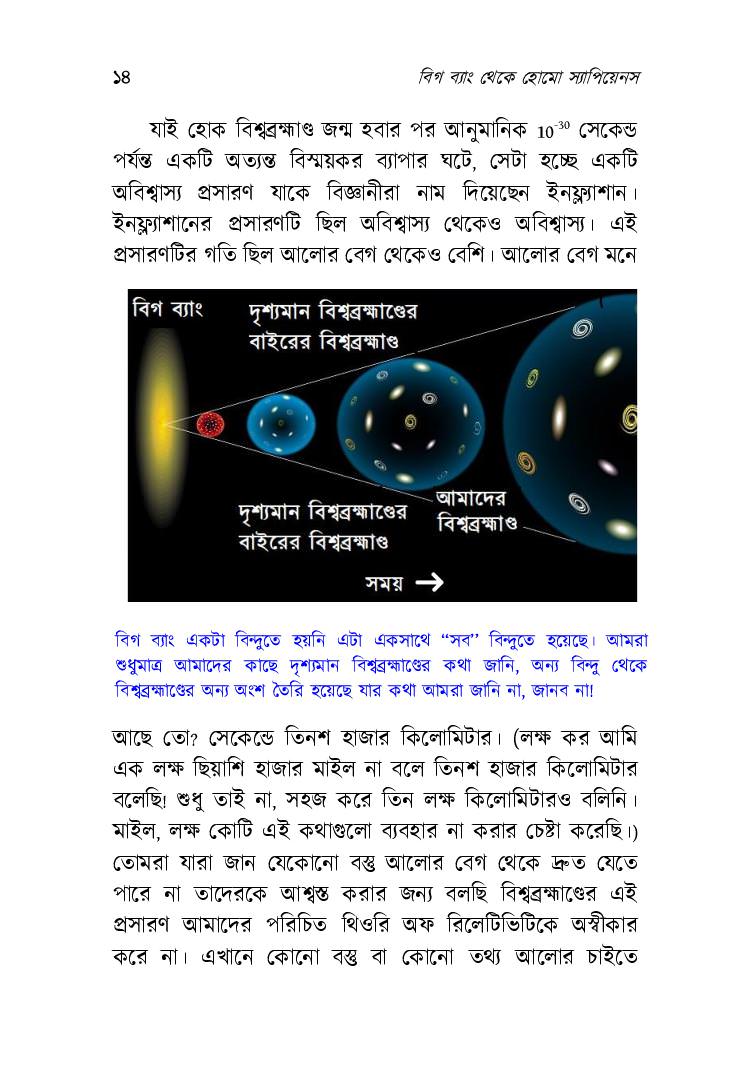 ১৪ বিগ ব্যাং থেকে হোমো স্যাপিয়েনস
যাই হোক বিশ্বব্রহ্মাণ্ড জন্ম হবার পর আনুমানিক 10⁻³⁰ সেকেন্ড
পর্যন্ত একটি অত্যন্ত বিস্ময়কর ব্যাপার ঘটে, সেটা হচ্ছে একটি
অবিশ্বাস্য প্রসারণ যাকে বিজ্ঞানীরা নাম দিয়েছেন ইনফ্ল্যাশান।
ইনফ্ল্যাশানের প্রসারণটি ছিল অবিশ্বাস্য থেকেও অবিশ্বাস্য। এই
প্রসারণটির গতি ছিল আলোর বেগ থেকেও বেশি। আলোর বেগ মনে
বিগ ব্যাং
দৃশ্যমান বিশ্বব্রহ্মাণ্ডের
বাইরের বিশ্বব্রহ্মাণ্ড
আমাদের
বিশ্বব্রহ্মাণ্ড
দৃশ্যমান বিশ্বব্রহ্মাণ্ডের
বাইরের বিশ্বব্রহ্মাণ্ড
সময় →
বিগ ব্যাং একটা বিন্দুতে হয়নি এটা একসাথে “সব” বিন্দুতে হয়েছে। আমরা
শুধুমাত্র আমাদের কাছে দৃশ্যমান বিশ্বব্রহ্মাণ্ডের কথা জানি, অন্য বিন্দু থেকে
বিশ্বব্রহ্মাণ্ডের অন্য অংশ তৈরি হয়েছে যার কথা আমরা জানি না, জানব না!
আছে তো? সেকেন্ডে তিনশ হাজার কিলোমিটার। (লক্ষ কর আমি
এক লক্ষ ছিয়াশি হাজার মাইল না বলে তিনশ হাজার কিলোমিটার
বলেছি! শুধু তাই না, সহজ করে তিন লক্ষ কিলোমিটারও বলিনি।
মাইল, লক্ষ কোটি এই কথাগুলো ব্যবহার না করার চেষ্টা করেছি।)
তোমরা যারা জান যেকোনো বস্তু আলোর বেগ থেকে দ্রুত যেতে
পারে না তাদেরকে আশ্বস্ত করার জন্য বলছি বিশ্বব্রহ্মাণ্ডের এই
প্রসারণ আমাদের পরিচিত থিওরি অফ রিলেটিভিটিকে অস্বীকার
করে না। এখানে কোনো বস্তু বা কোনো তথ্য আলোর চাইতে